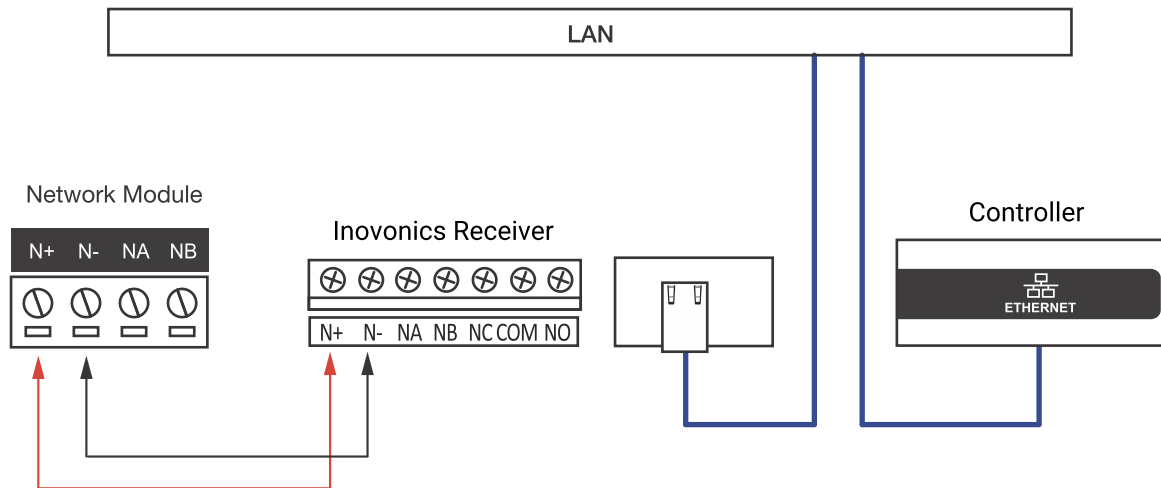 LAN
Network Module
N+ N- NA NB
Inovonics Receiver
N+ N- NA NB NC COM NO
Controller
ETHERNET